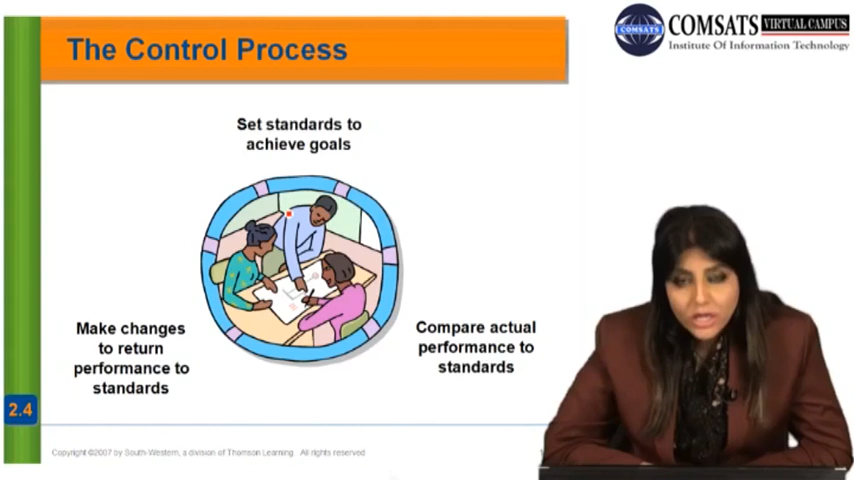 The Control Process
COMSATS
COMSATS VIRTUAL CAMPUS
Institute Of Information Technology
Set standards to
achieve goals
Make changes
to return
performance to
standards
Compare actual
performance to
standards
2.4
Copyright ©2007 by South-Western, a division of Thomson Learning. All rights reserved